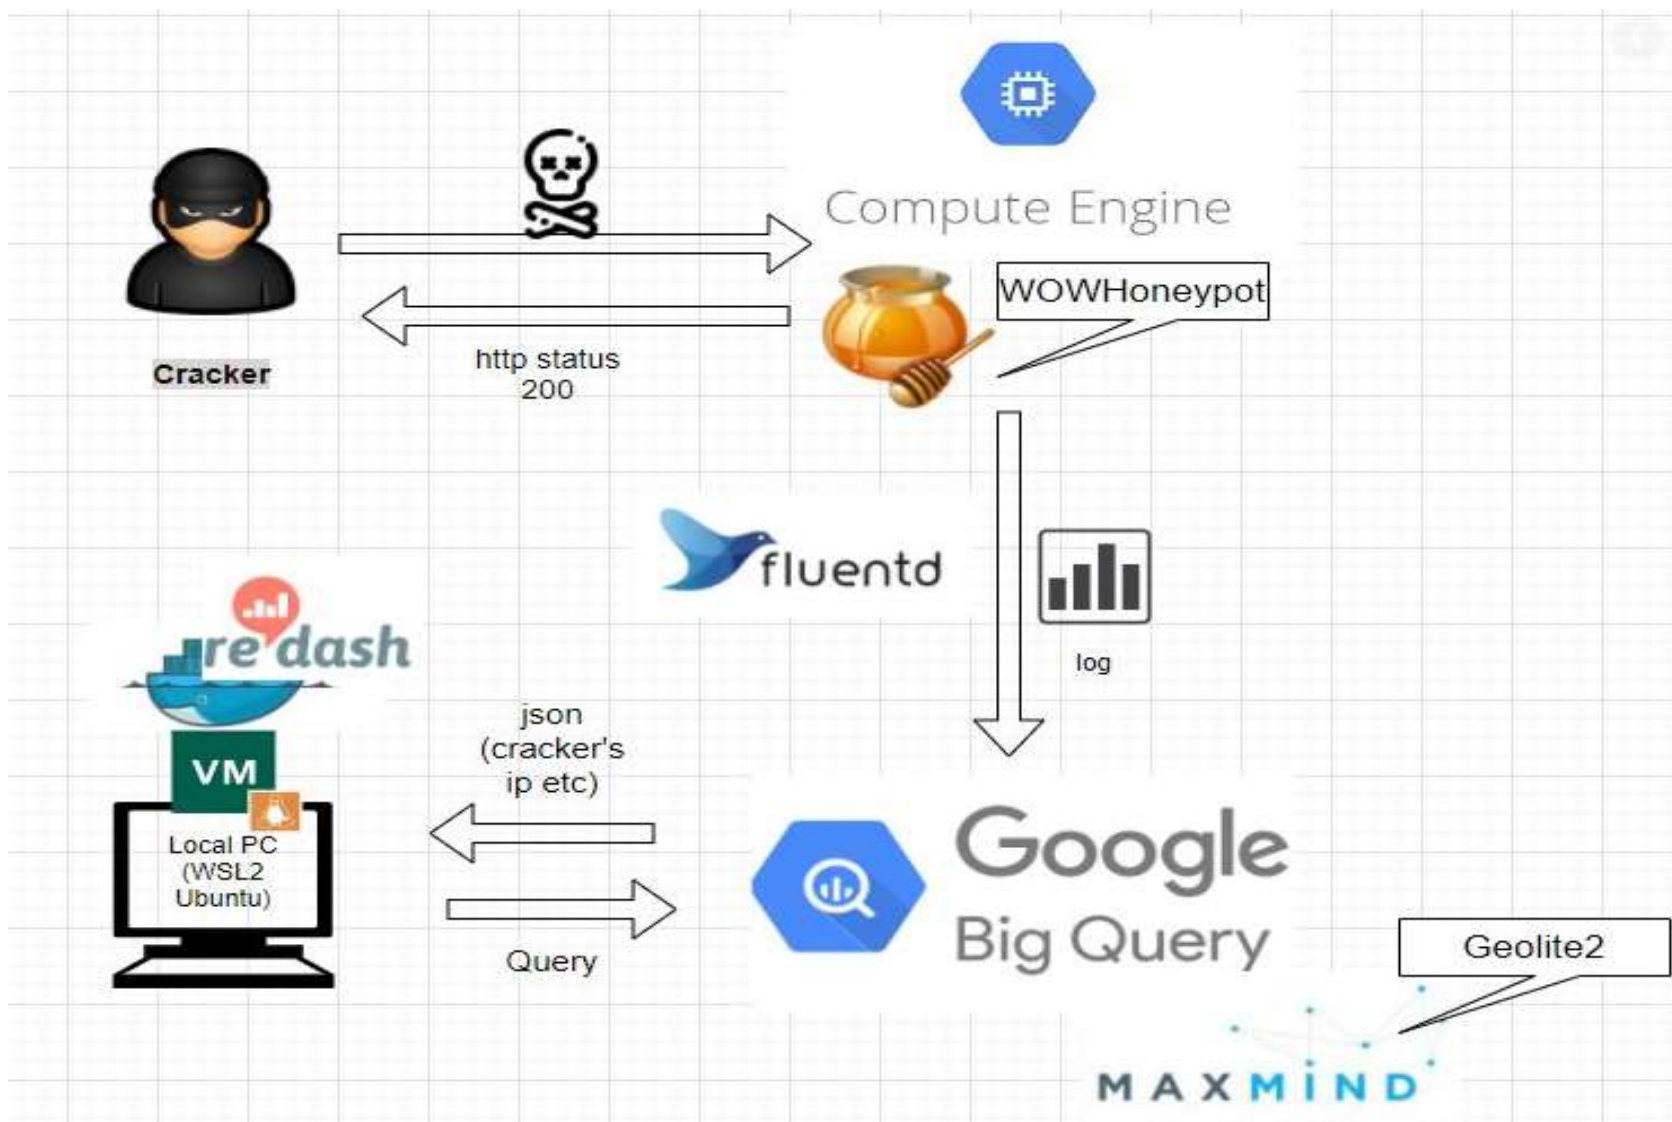 Compute Engine
WOWHoneypot
Cracker
http status
200
fluentd
log
re dash
json
(cracker's
ip etc)
VM
Local PC
(WSL2
Ubuntu)
Query
Google
Big Query
Geolite2
MAXMIND